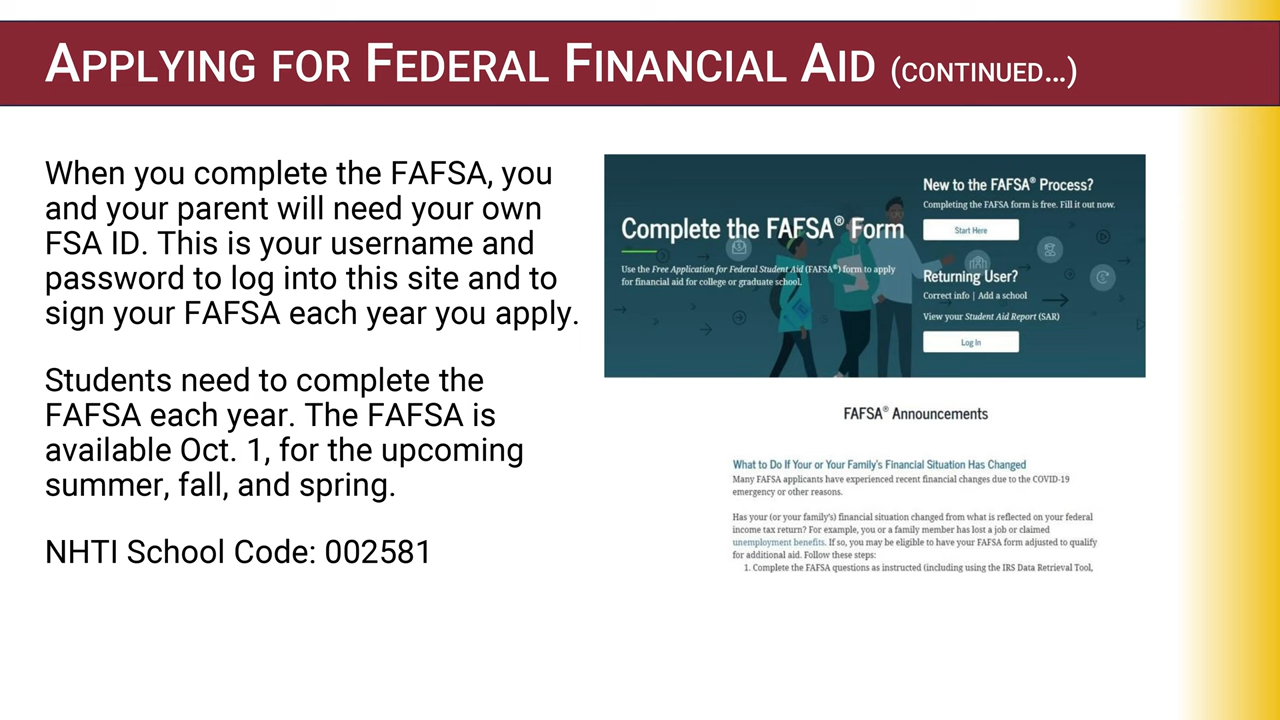 APPLYING FOR FEDERAL FINANCIAL AID (CONTINUED…)
When you complete the FAFSA, you
and your parent will need your own
FSA ID. This is your username and
password to log into this site and to
sign your FAFSA each year you apply.
Students need to complete the
FAFSA each year. The FAFSA is
available Oct. 1, for the upcoming
summer, fall, and spring.
NHTI School Code: 002581
Complete the FAFSA® Form
Use the Free Application for Federal Student Aid (FAFSA®) form to apply
for financial aid for college or graduate school.
New to the FAFSA® Process?
Completing the FAFSA form is free. Fill it out now.
Start Here
Returning User?
Correct info | Add a school
View your Student Aid Report (SAR)
Log In
FAFSA® Announcements
What to Do If Your or Your Family's Financial Situation Has Changed
Many FAFSA applicants have experienced recent financial changes due to the COVID-19
emergency or other reasons.
Has your (or your family's) financial situation changed from what is reflected on your federal
income tax return? For example, you or a family member has lost a job or claimed
unemployment benefits. If so, you may be eligible to have your FAFSA form adjusted to qualify
for additional aid. Follow these steps:
1. Complete the FAFSA questions as instructed (including using the IRS Data Retrieval Tool,